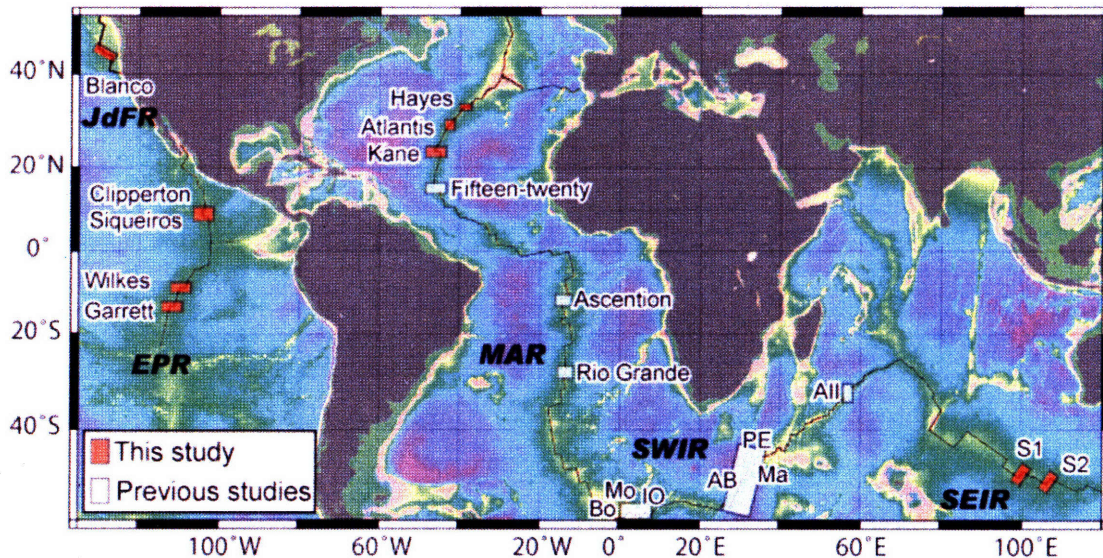 40°N
20°N
0°
20°S
40°S
Blanco
JdFR
Clipperton
Siqueiros
Wilkes
Garrett
EPR
Hayes
Atlantis
Kane
Fifteen-twenty
Ascention
MAR
Rio Grande
SWIR
AII
PE
AB
Ma
Mo
IO
Bo
S1
S2
SEIR
This study
Previous studies
100°W
60°W
20°W
0°
20°E
60°E
100°E